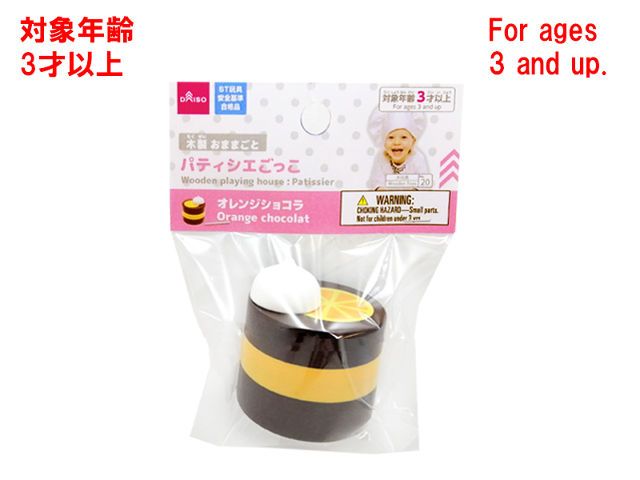 対象年齢
3才以上
For ages
3 and up.
DAISO
ST玩具
安全基準
合格品
対象年齢3才以上
For ages 3 and up
木製 おままごと
パティシエごっこ
Wooden playing house : Patissier
オレンジショコラ
Orange chocolat
20
WARNING:
CHOKING HAZARD—Small parts.
Not for children under 3 yrs.